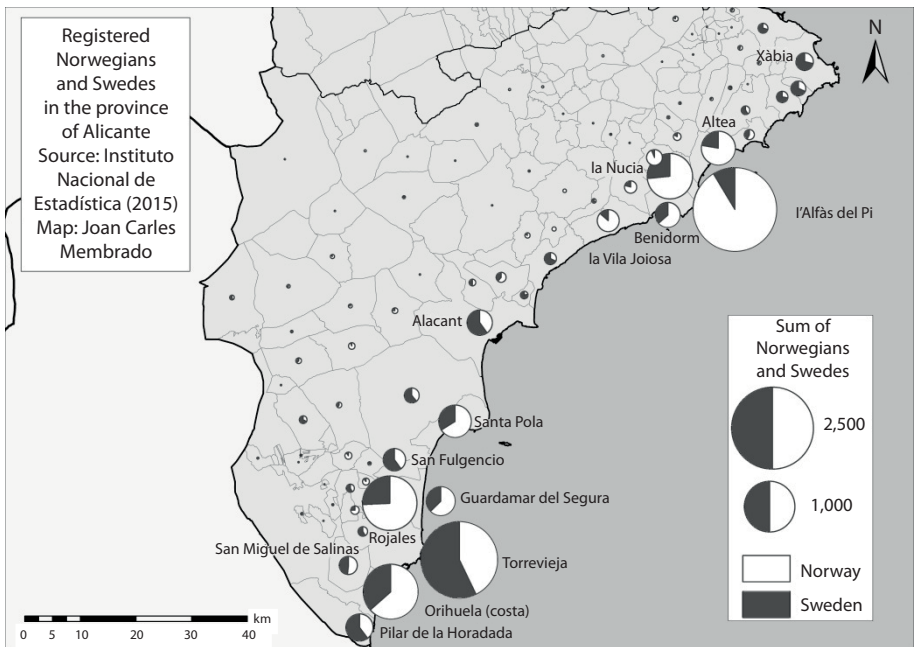 Registered
Norwegians
and Swedes
in the province
of Alicante
Source: Instituto
Nacional de
Estadística (2015)
Map: Joan Carles
Membrado
N
Xàbia
Altea
la Nucia
l'Alfàs del Pi
Benidorm
la Vila Joiosa
Alacant
Santa Pola
San Fulgencio
Guardamar del Segura
Rojales
San Miguel de Salinas
Torrevieja
Orihuela (costa)
Pilar de la Horadada
Sum of
Norwegians
and Swedes
2,500
1,000
Norway
Sweden
km
0 5 10 20 30 40